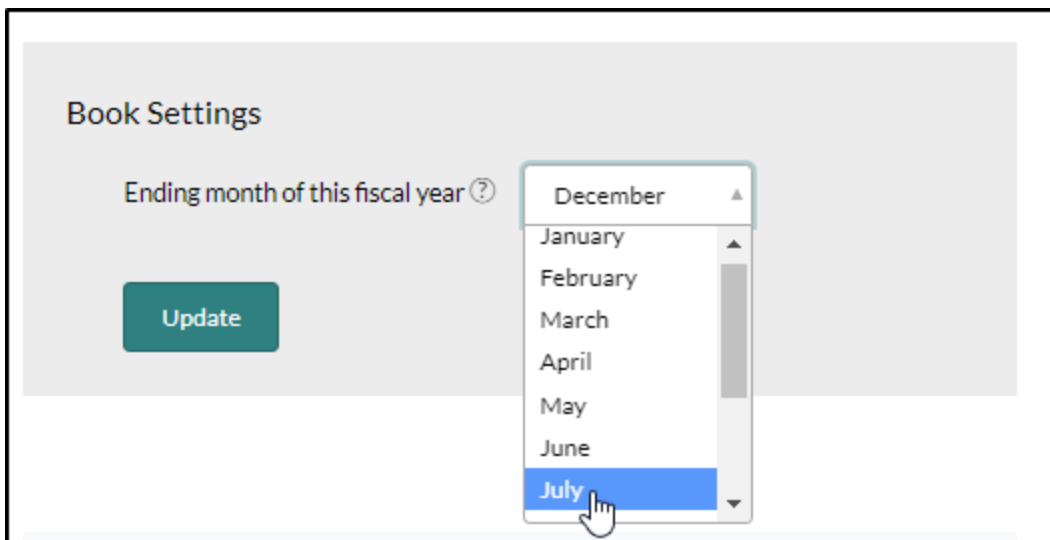 Book Settings
Ending month of this fiscal year ?
December
January
February
March
April
May
June
July
Update